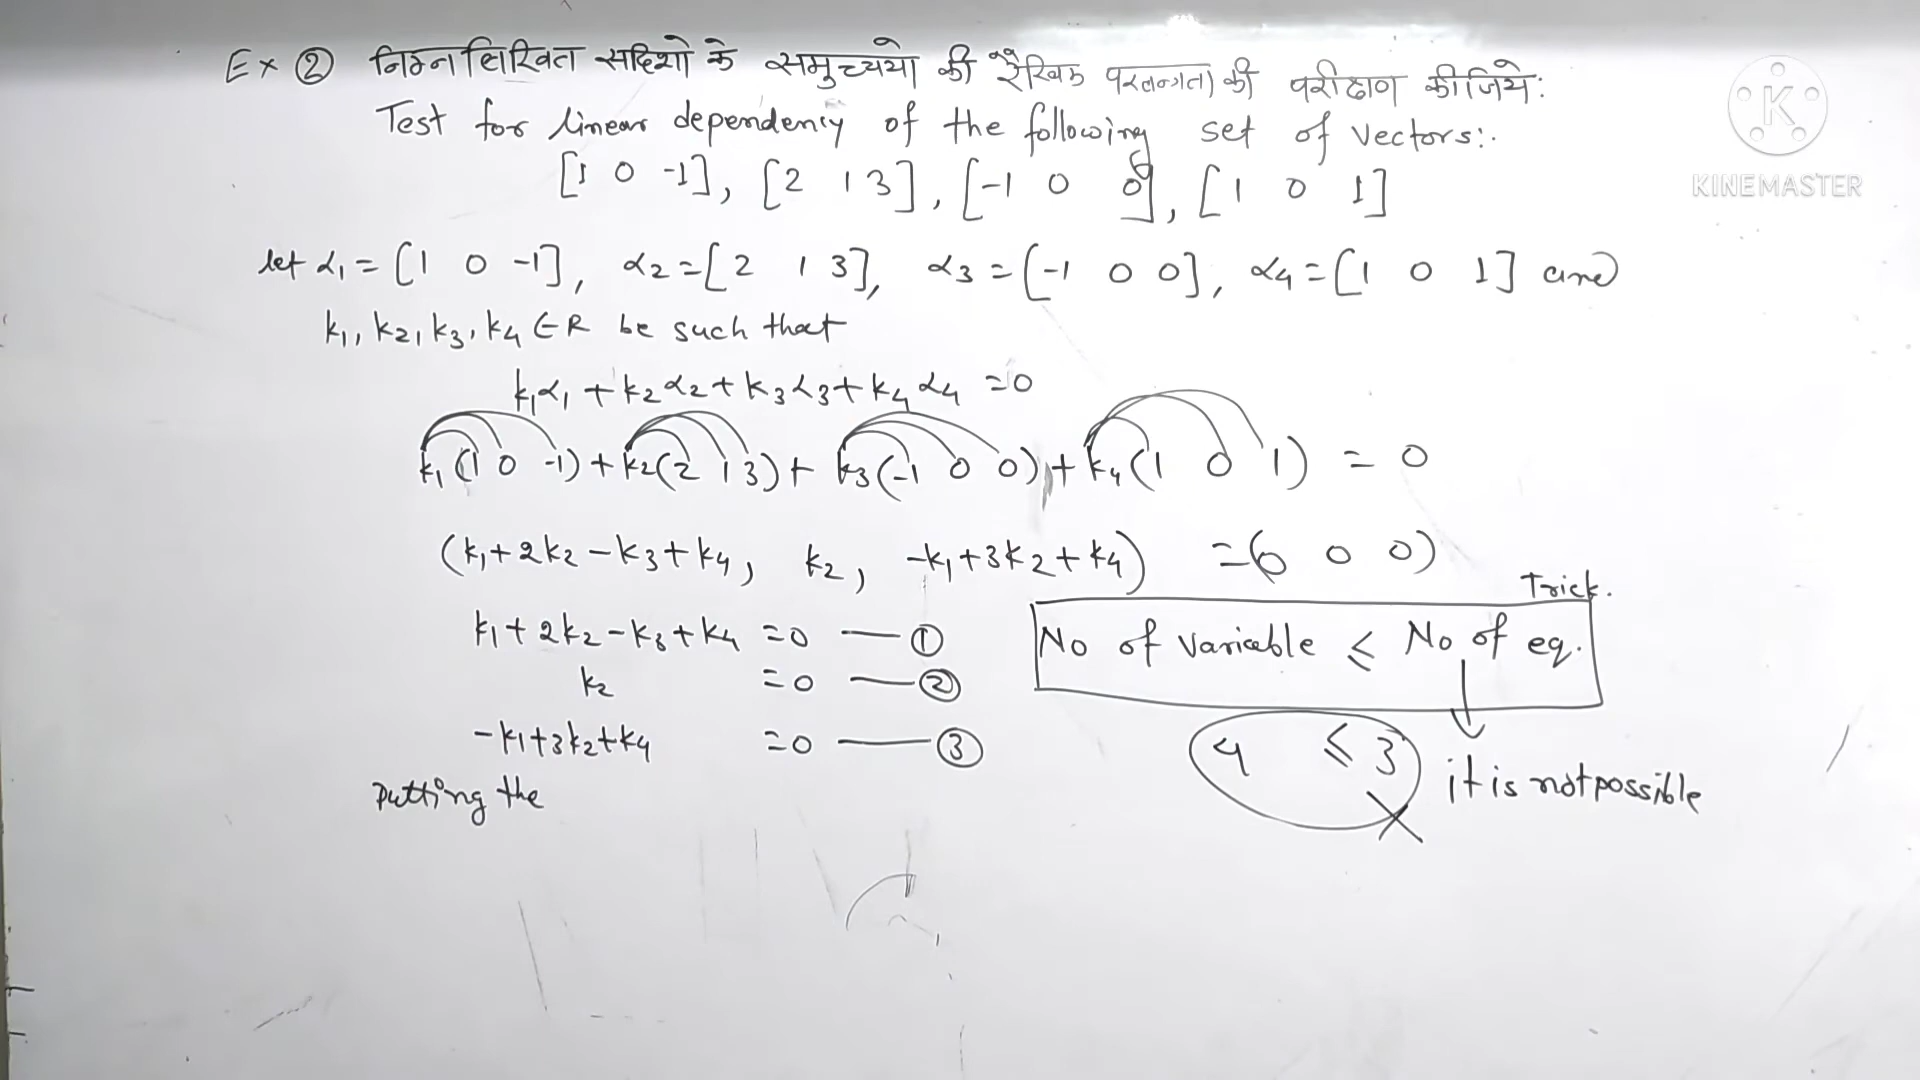 Ex ② निम्नलिखित सदिशो के समुच्चयो की रैखिक परतन्त्रता की परीक्षण कीजिये:
Test for linear dependency of the following set of vectors:.
[1 0 -1], [2 1 3], [-1 0 0], [1 0 1]
let α₁ = [1 0 -1], α₂ = [2 1 3], α₃ = [-1 0 0], α₄ = [1 0 1] and
k₁, k₂, k₃, k₄ ∈ R be such that
k₁α₁ + k₂α₂ + k₃α₃ + k₄α₄ = 0
k₁(1 0 -1) + k₂(2 1 3) + k₃(-1 0 0) + k₄(1 0 1) = 0
(k₁+2k₂-k₃+k₄, k₂, -k₁+3k₂+k₄) = (0 0 0)
Trick.
k₁+2k₂-k₃+k₄ = 0 — ①
No of variable ≤ No of eq.
k₂ = 0 — ②
-k₁+3k₂+k₄ = 0 — ③
4 ≤ 3 it is not possible
Putting the
K
KINEMASTER